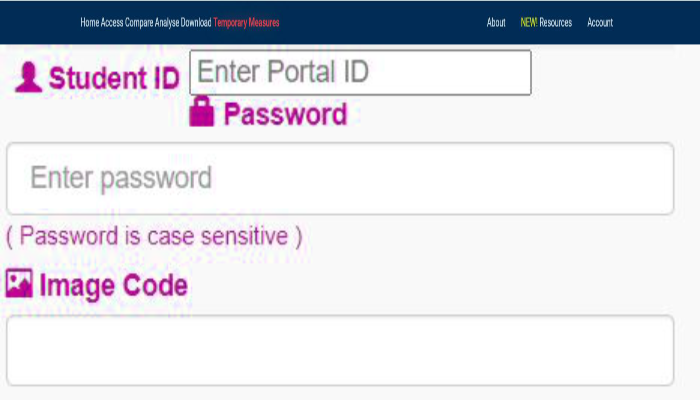 Home Access Compare Analyse Download Temporary Measures About NEW! Resources Account
Student ID Enter Portal ID
Password
Enter password
( Password is case sensitive )
Image Code